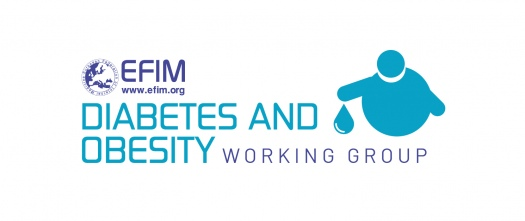 EFIM
www.efim.org
DIABETES AND
OBESITY WORKING GROUP